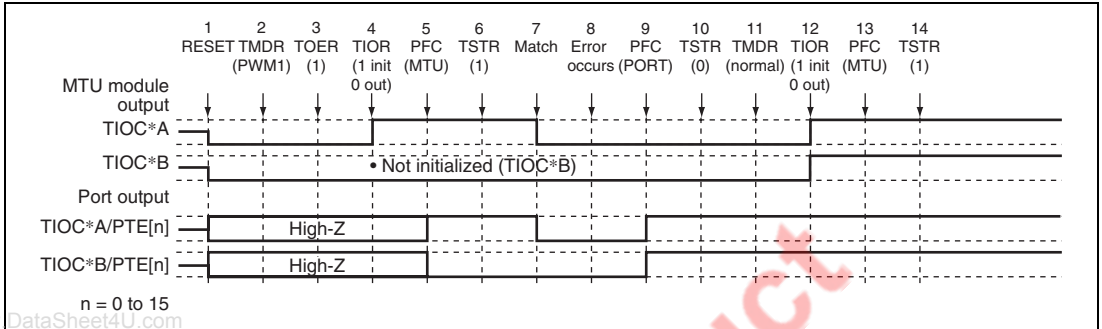 1 2 3 4 5 6 7 8 9 10 11 12 13 14
RESET TMDR TOER TIOR PFC TSTR Match Error PFC TSTR TMDR TIOR PFC TSTR
(PWM1) (1) (1 init (MTU) (1) occurs (PORT) (0) (normal) (1 init (MTU) (1)
0 out) 0 out)
MTU module
output
TIOC*A
TIOC*B
• Not initialized (TIOC*B)
Port output
TIOC*A/PTE[n]
High-Z
TIOC*B/PTE[n]
High-Z
n = 0 to 15
DataSheet4U.com
uct